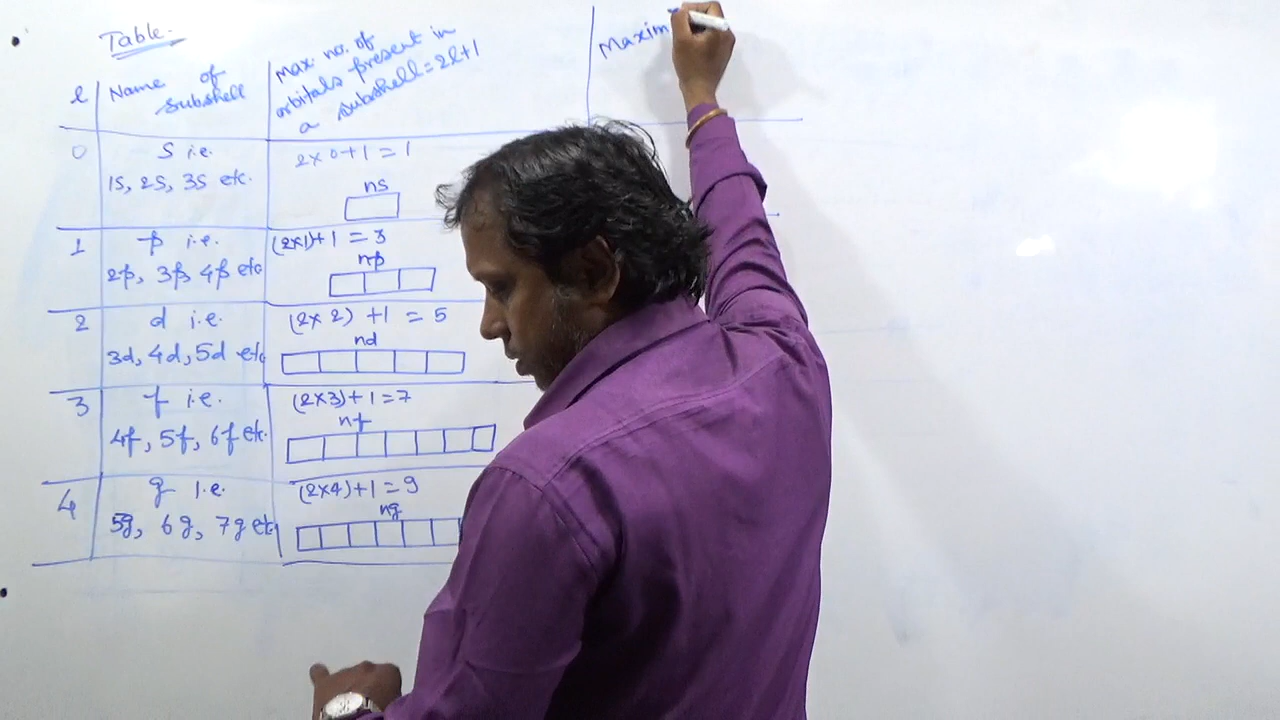 Table.
l
Name of
subshell
Max. no. of
orbitals present in
a subshell = 2l+1
Maxim
0
S i.e.
1S, 2S, 3S etc.
2×0+1 = 1
ns
1
p i.e.
2p, 3p, 4p etc
(2×1)+1 = 3
np
2
d i.e.
3d, 4d, 5d etc
(2×2) +1 = 5
nd
3
f i.e.
4f, 5f, 6f etc.
(2×3)+1=7
nf
4
g i.e.
5g, 6g, 7g etc
(2×4)+1=9
ng